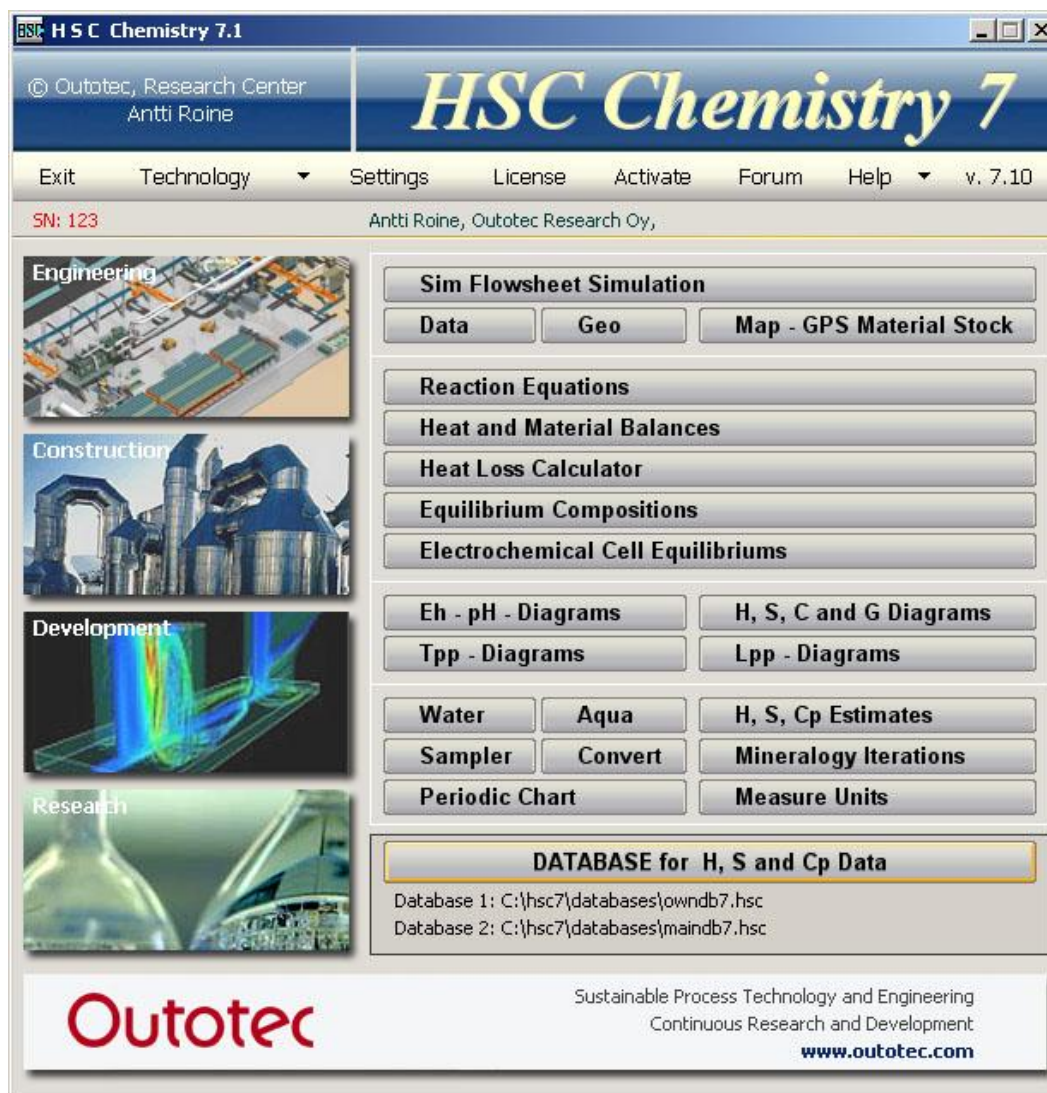 HSC H S C Chemistry 7.1
© Outotec, Research Center
Antti Roine
HSC Chemistry 7
Exit Technology Settings License Activate Forum Help v. 7.10
SN: 123 Antti Roine, Outotec Research Oy,
Engineering
Construction
Development
Research
Sim Flowsheet Simulation
Data Geo Map - GPS Material Stock
Reaction Equations
Heat and Material Balances
Heat Loss Calculator
Equilibrium Compositions
Electrochemical Cell Equilibriums
Eh - pH - Diagrams H, S, C and G Diagrams
Tpp - Diagrams Lpp - Diagrams
Water Aqua H, S, Cp Estimates
Sampler Convert Mineralogy Iterations
Periodic Chart Measure Units
DATABASE for H, S and Cp Data
Database 1: C:\hsc7\databases\owndb7.hsc
Database 2: C:\hsc7\databases\maindb7.hsc
Outotec
Sustainable Process Technology and Engineering
Continuous Research and Development
www.outotec.com